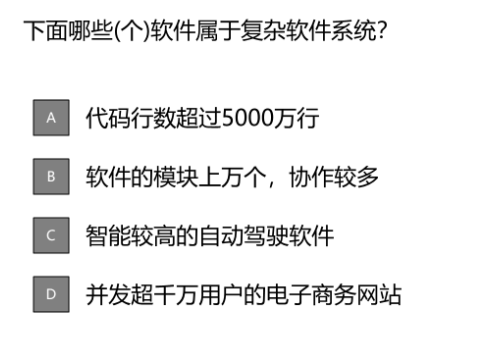 下面哪些(个)软件属于复杂软件系统?
A 代码行数超过5000万行
B 软件的模块上万个，协作较多
C 智能较高的自动驾驶软件
D 并发超千万用户的电子商务网站